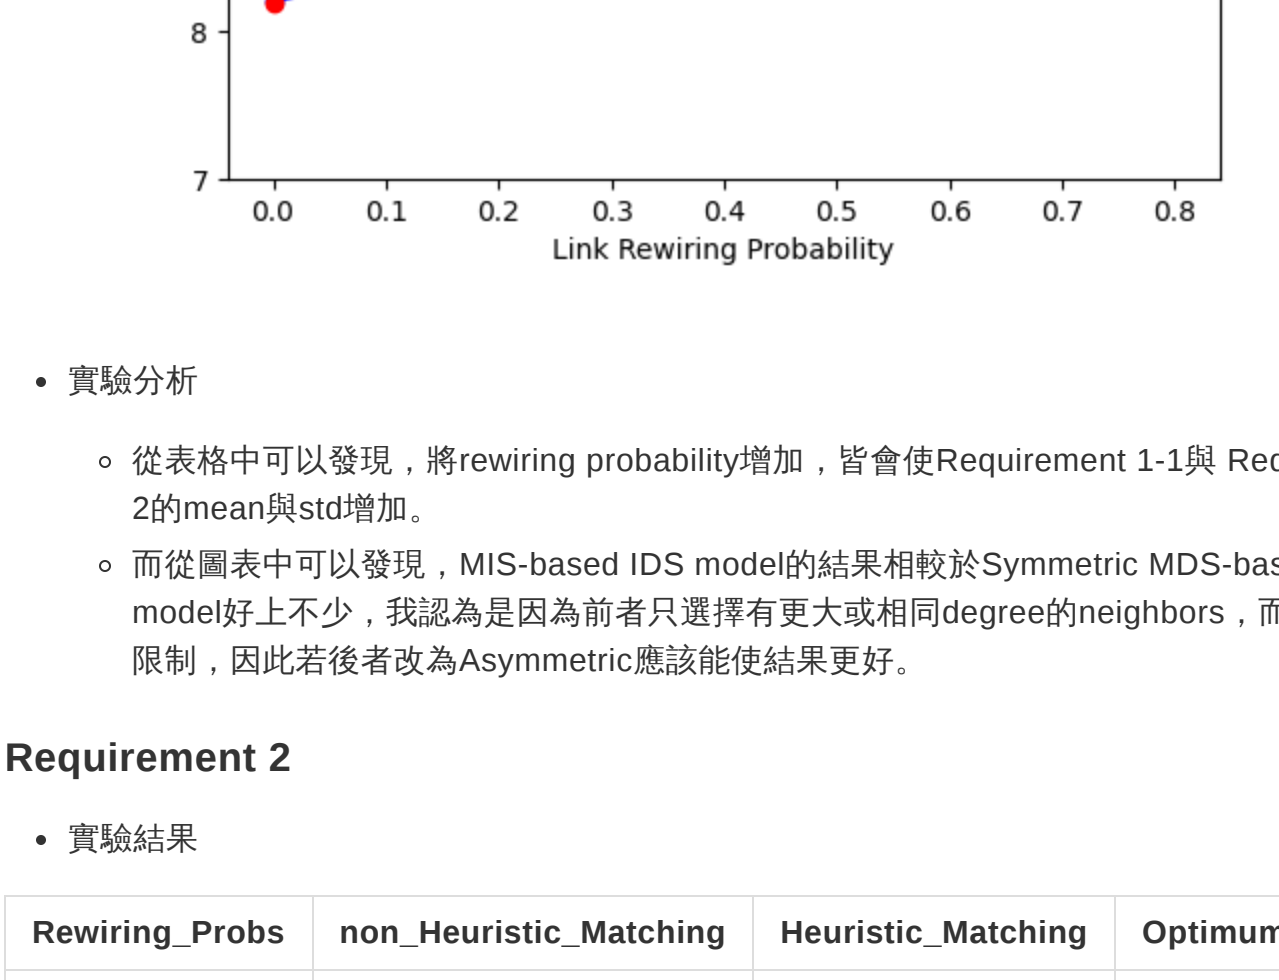 8
7
0.0 0.1 0.2 0.3 0.4 0.5 0.6 0.7 0.8
Link Rewiring Probability
實驗分析
從表格中可以發現，將rewiring probability增加，皆會使Requirement 1-1與
2的mean與std增加。
而從圖表中可以發現，MIS-based IDS model的結果相較於Symmetric
model好上不少，我認為是因為前者只選擇有更大或相同degree的neighbors，而
限制，因此若後者改為Asymmetric應該能使結果更好。
Requirement 2
實驗結果
Rewiring_Probs non_Heuristic_Matching Heuristic_Matching